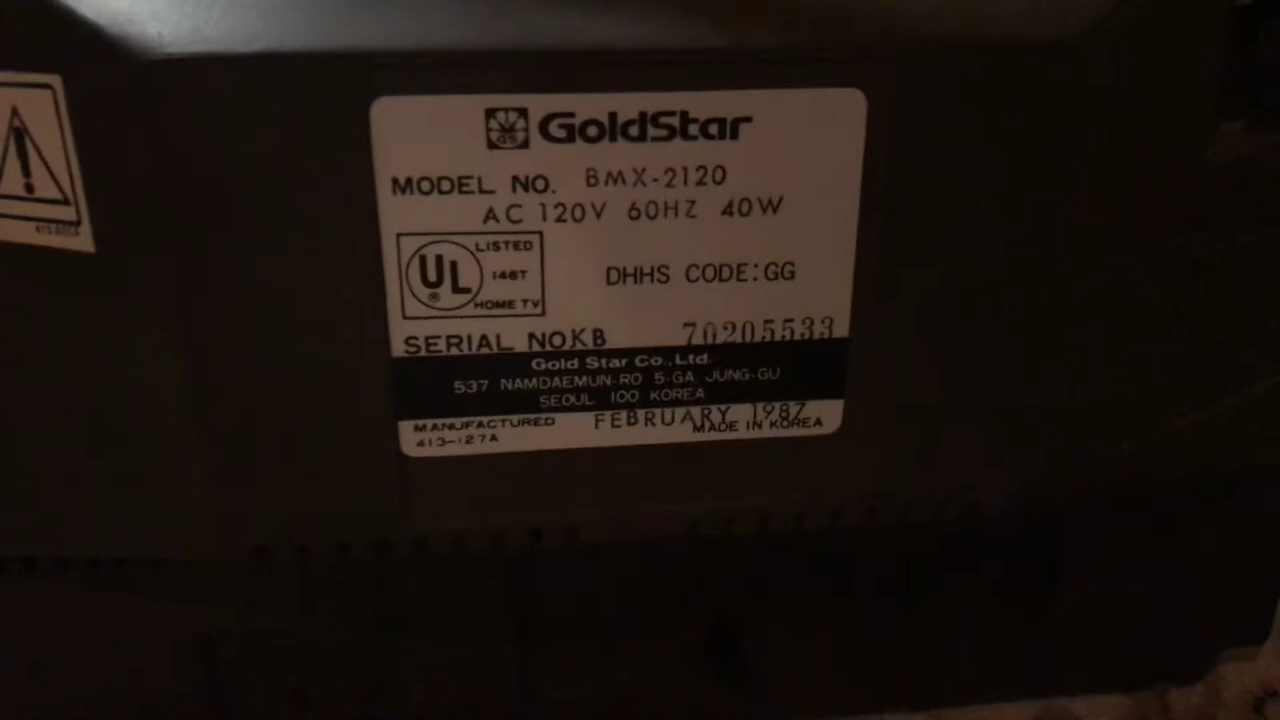 GS GoldStar
MODEL NO. BMX-2120
AC 120V 60HZ 40W
UL ® LISTED
146T
HOME TV
DHHS CODE:GG
SERIAL NO.KB 70205533
Gold Star Co., Ltd.
537 NAMDAEMUN-RO 5-GA, JUNG-GU
SEOUL 100 KOREA
MANUFACTURED FEBRUARY 1987
413-127A MADE IN KOREA